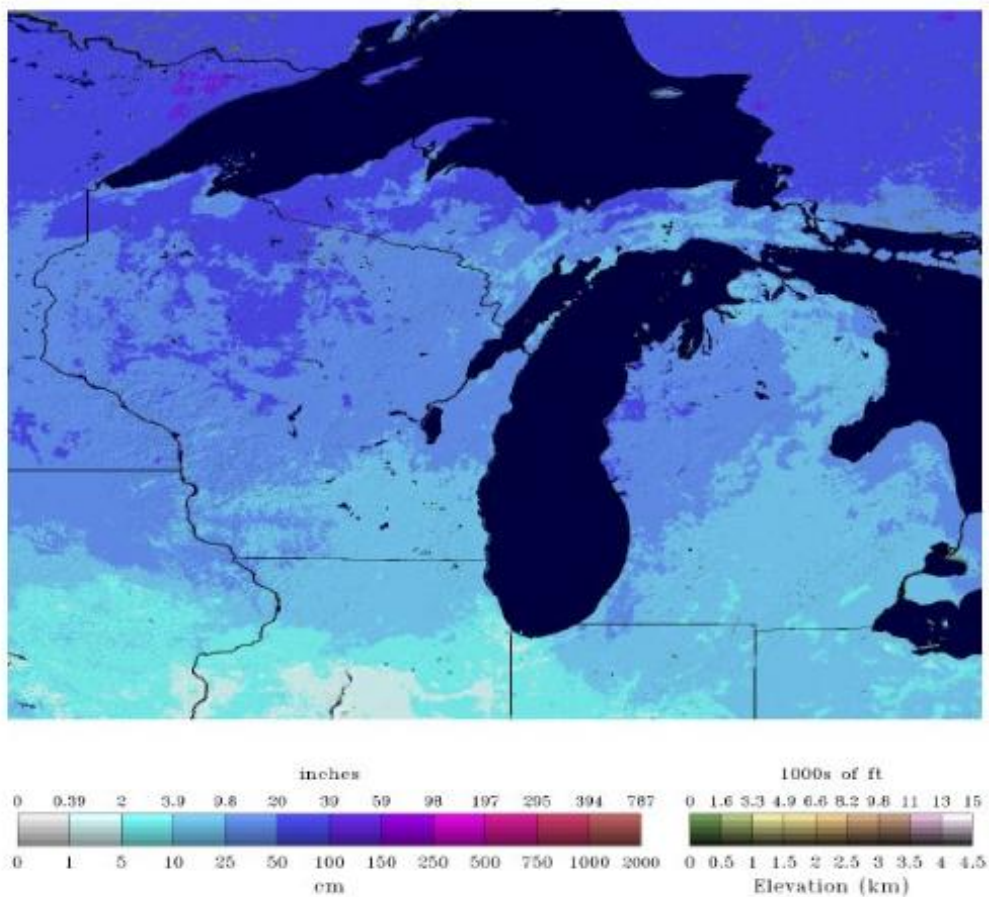 inches
0 0.39 2 3.9 9.8 20 39 59 98 197 295 394 787
0 1 5 10 25 50 100 150 250 500 750 1000 2000
cm
1000s of ft
0 1.6 3.3 4.9 6.6 8.2 9.8 11 13 15
0 0.5 1 1.5 2 2.5 3 3.5 4 4.5
Elevation (km)